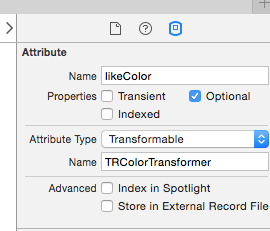 Attribute
Name likeColor
Properties Transient Optional
Indexed
Attribute Type Transformable
Name TRColorTransformer
Advanced Index in Spotlight
Store in External Record File